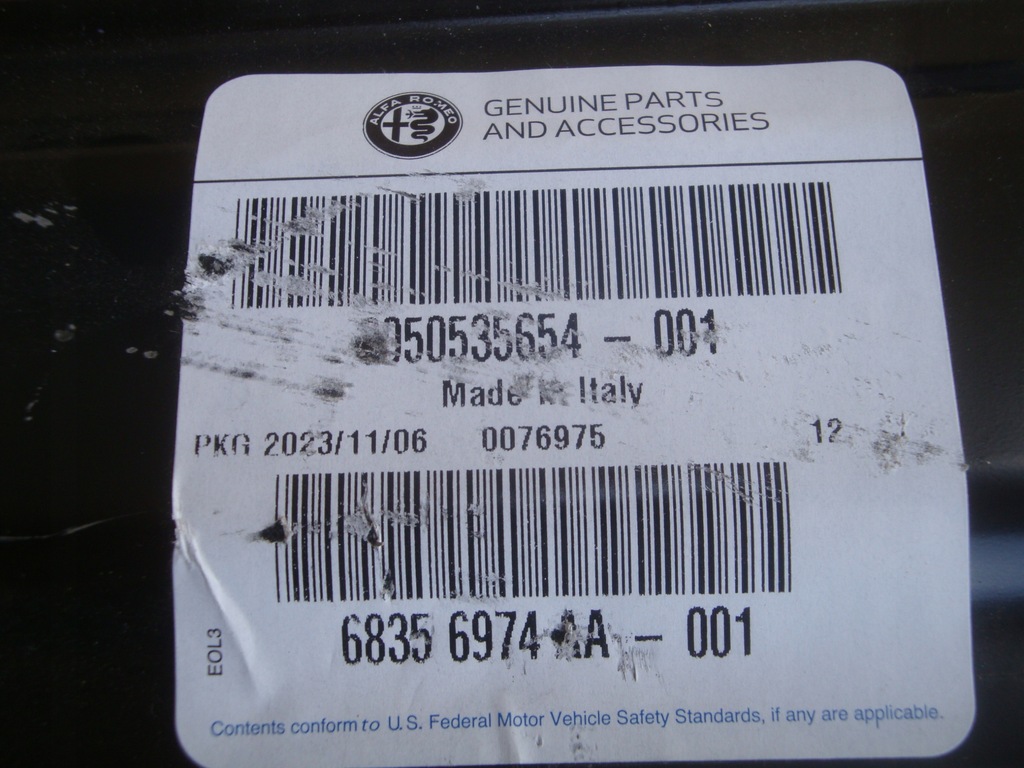 ALFA ROMEO
GENUINE PARTS
AND ACCESSORIES
- 001
Made Italy
PKG 2023/11/06 0076975 12
6835 6974 AA - 001
EOL3
Contents conform to U.S. Federal Motor Vehicle Safety Standards, if any are applicable.